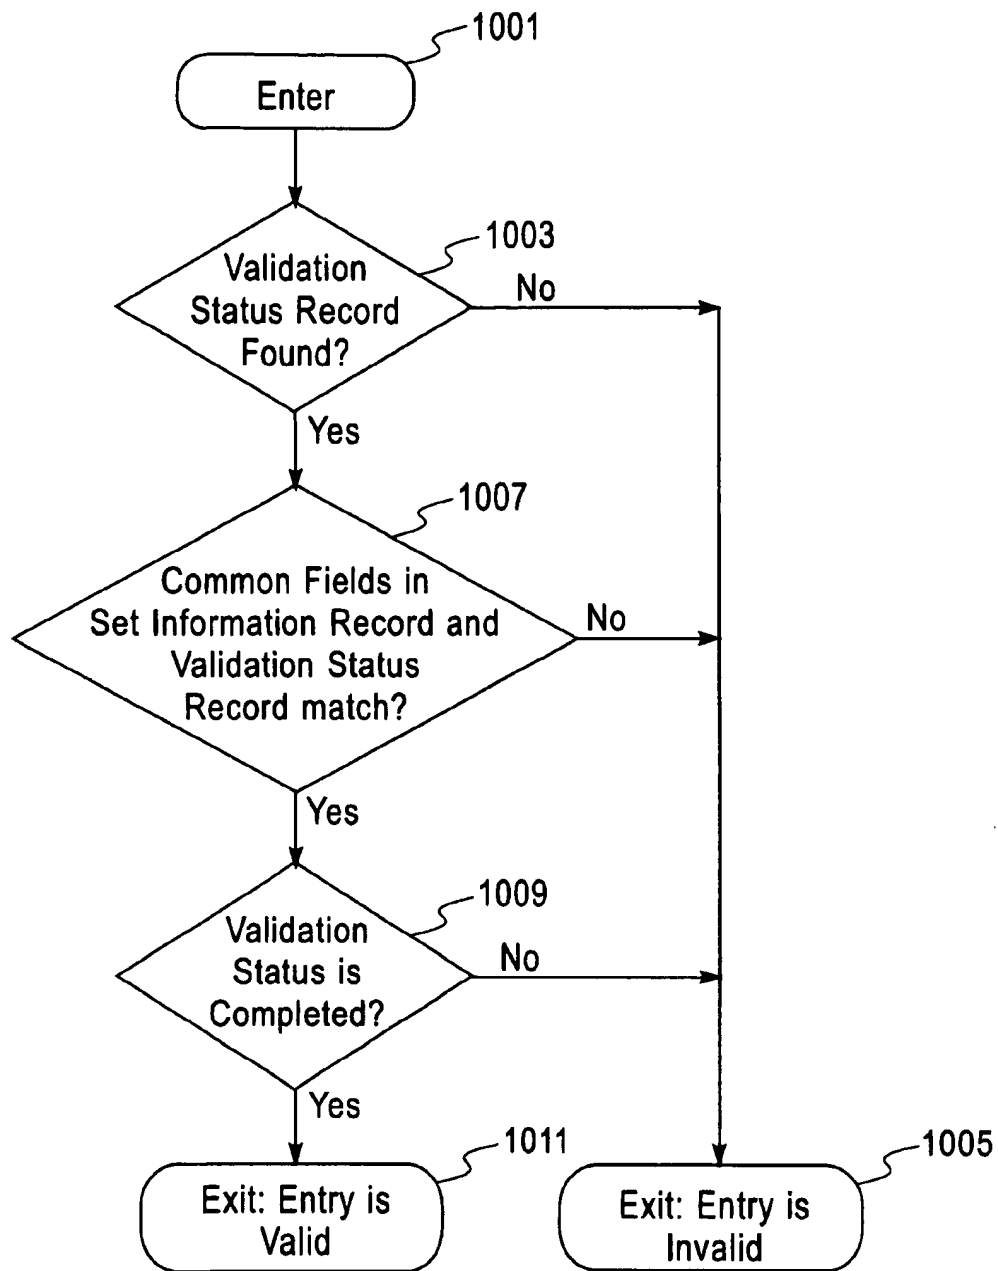 1001
Enter
1003
Validation
Status Record
Found?
No
Yes
1007
Common Fields in
Set Information Record and
Validation Status
Record match?
No
Yes
1009
Validation
Status is
Completed?
No
Yes
1011
Exit: Entry is
Valid
1005
Exit: Entry is
Invalid